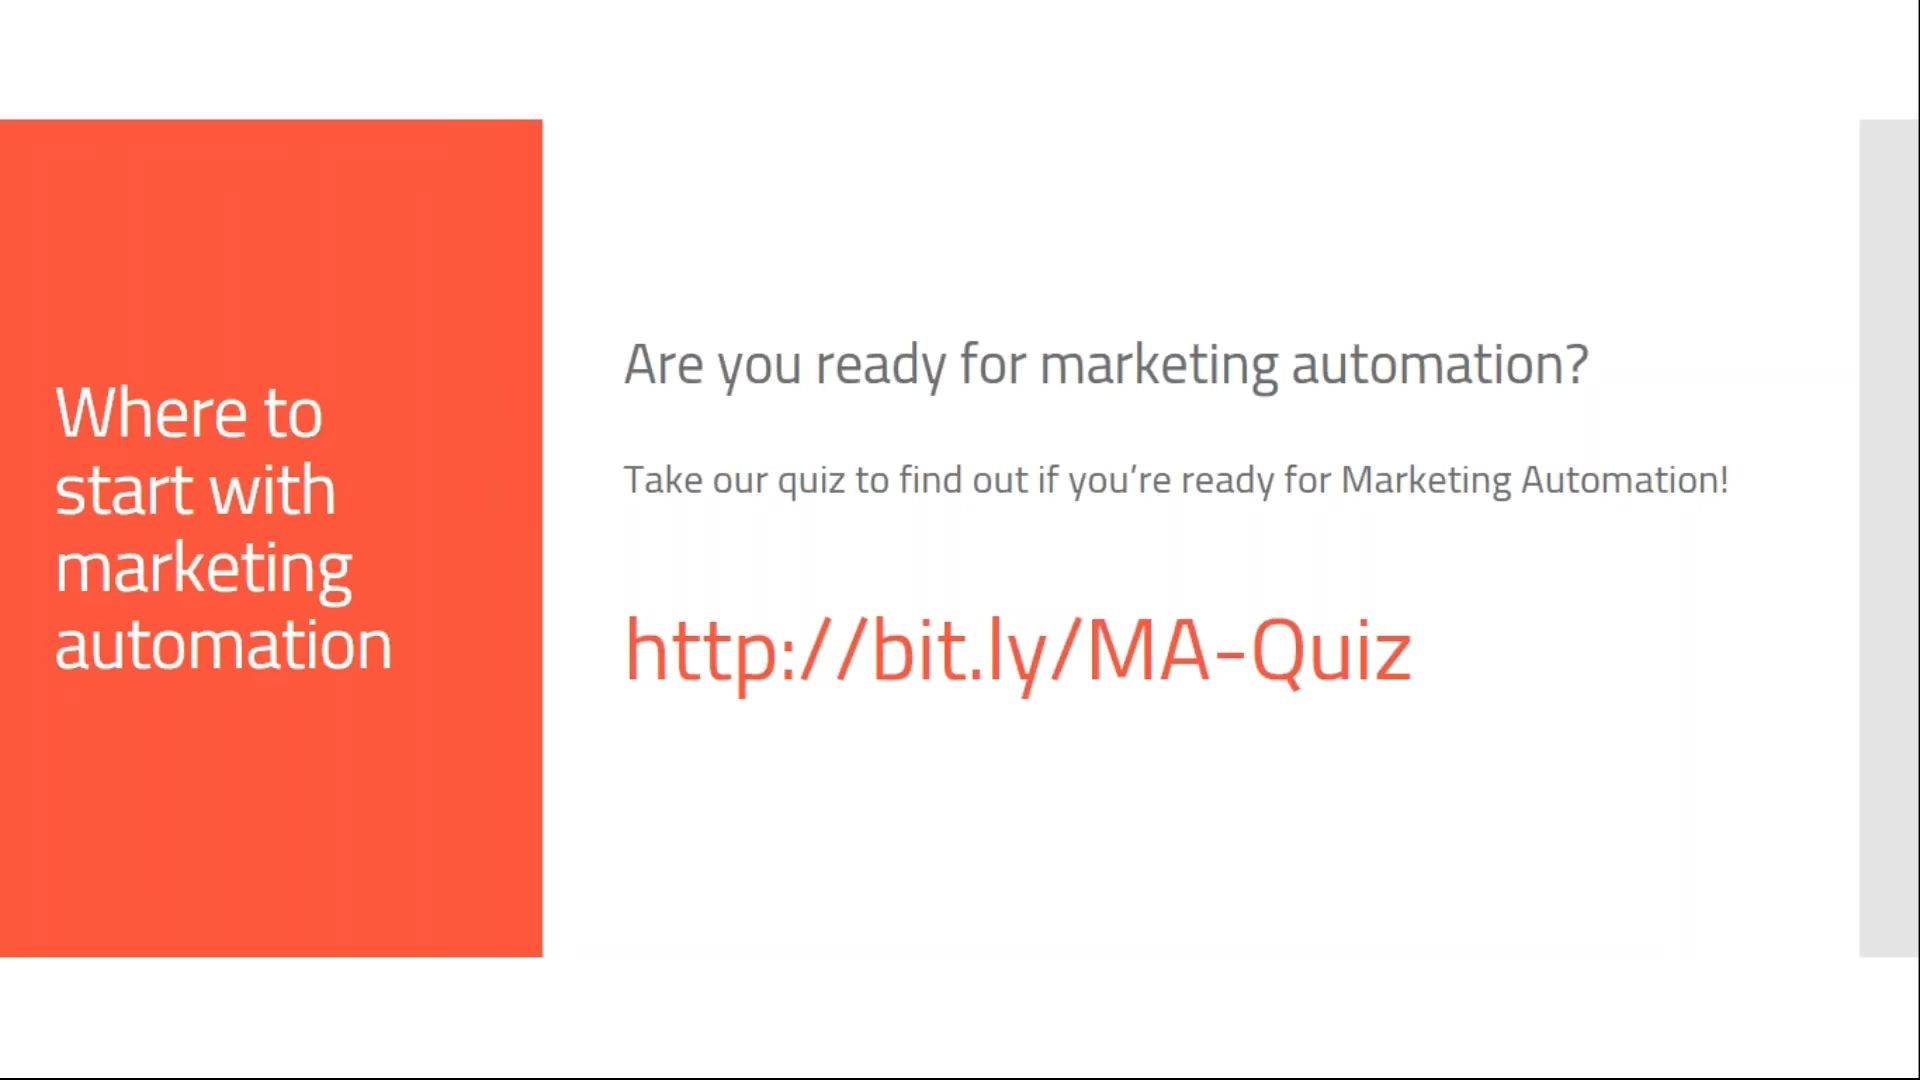 Where to
start with
marketing
automation
Are you ready for marketing automation?
Take our quiz to find out if you’re ready for Marketing Automation!
http://bit.ly/MA-Quiz